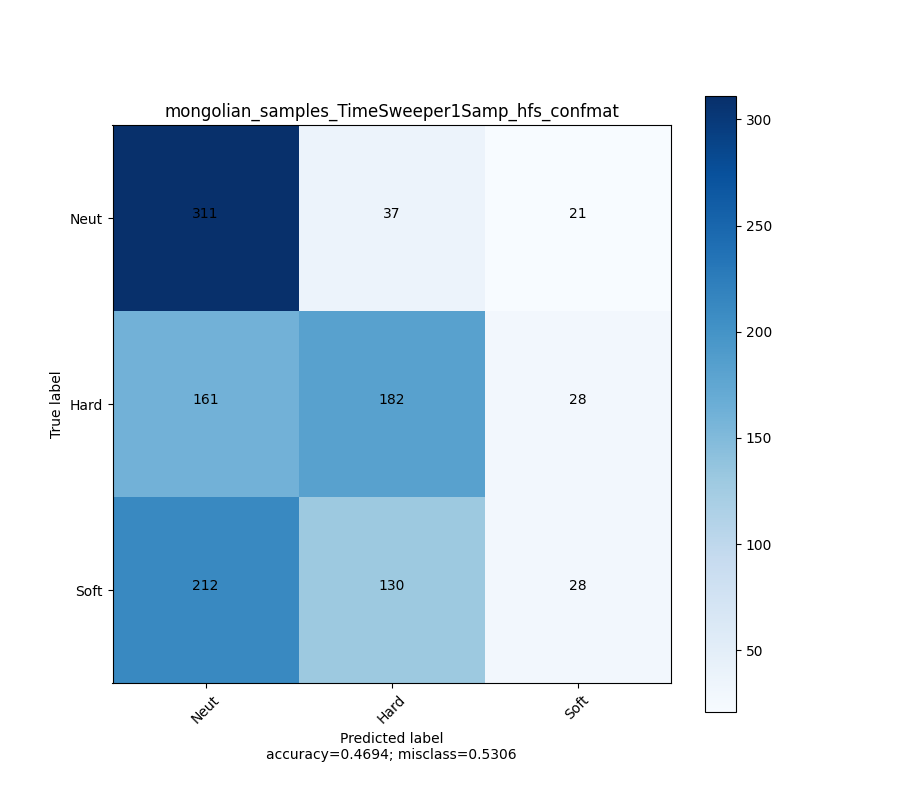 mongolian_samples_TimeSweeper1Samp_hfs_confmat
300
Neut
311
37
21
250
200
True label
Hard
161
182
28
150
100
Soft
212
130
28
50
Neut
Hard
Soft
Predicted label
accuracy=0.4694; misclass=0.5306